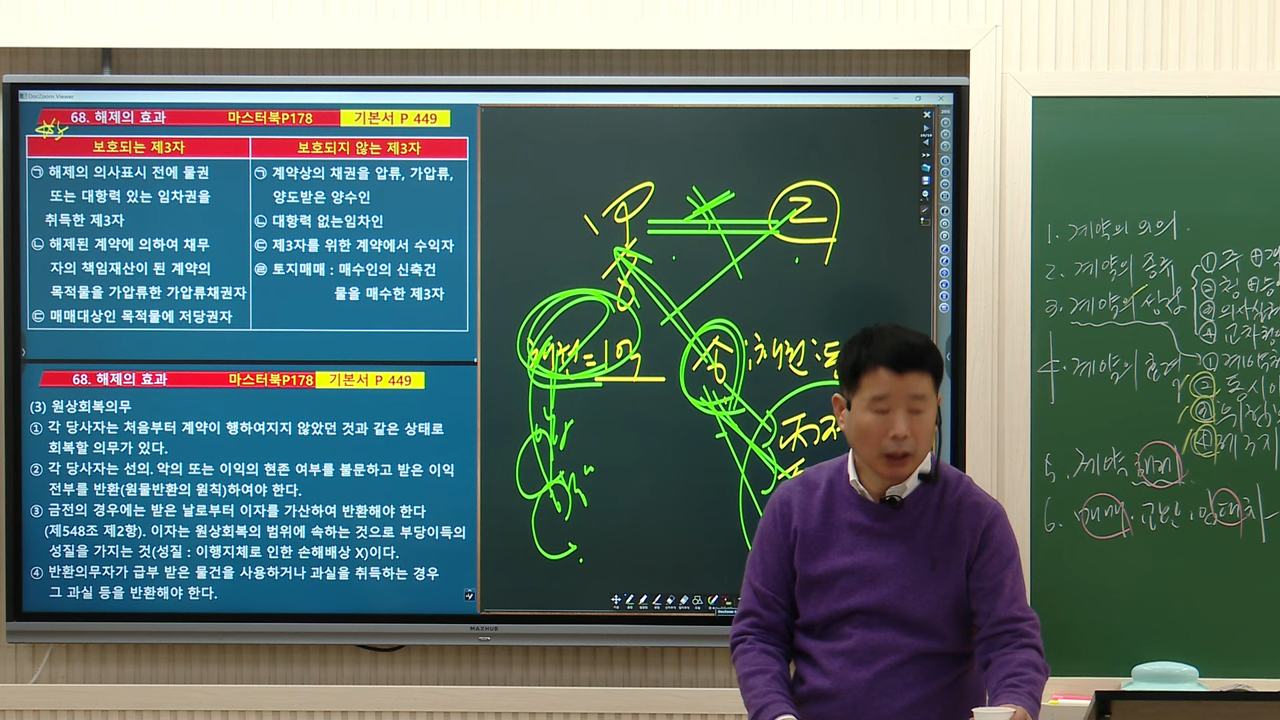 DocZoom Viewer
68. 해제의 효과 마스터북P178 기본서 P 449
보호되는 제3자
㉠ 해제의 의사표시 전에 물권
또는 대항력 있는 임차권을
취득한 제3자
㉡ 해제된 계약에 의하여 채무
자의 책임재산이 된 계약의
목적물을 가압류한 가압류채권자
㉢ 매매대상인 목적물에 저당권자
보호되지 않는 제3자
㉠ 계약상의 채권을 압류, 가압류,
양도받은 양수인
㉡ 대항력 없는임차인
㉢ 제3자를 위한 계약에서 수익자
㉣ 토지매매 : 매수인의 신축건
물을 매수한 제3자
68. 해제의 효과 마스터북P178 기본서 P 449
(3) 원상회복의무
① 각 당사자는 처음부터 계약이 행하여지지 않았던 것과 같은 상태로
회복할 의무가 있다.
② 각 당사자는 선의, 악의 또는 이익의 현존 여부를 불문하고 받은 이익
전부를 반환(원물반환의 원칙)하여야 한다.
③ 금전의 경우에는 받은 날로부터 이자를 가산하여 반환해야 한다
(제548조 제2항). 이자는 원상회복의 범위에 속하는 것으로 부당이득의
성질을 가지는 것(성질 : 이행지체로 인한 손해배상 X)이다.
④ 반환의무자가 급부 받은 물건을 사용하거나 과실을 취득하는 경우
그 과실 등을 반환해야 한다.
甲 乙
=1억
MAXHUB
1. 계약의 의의
2. 계약의 종류
3. 계약의 성립
4. 계약의 효력
5. 계약 해제
6. 매매, 교환, 임대차